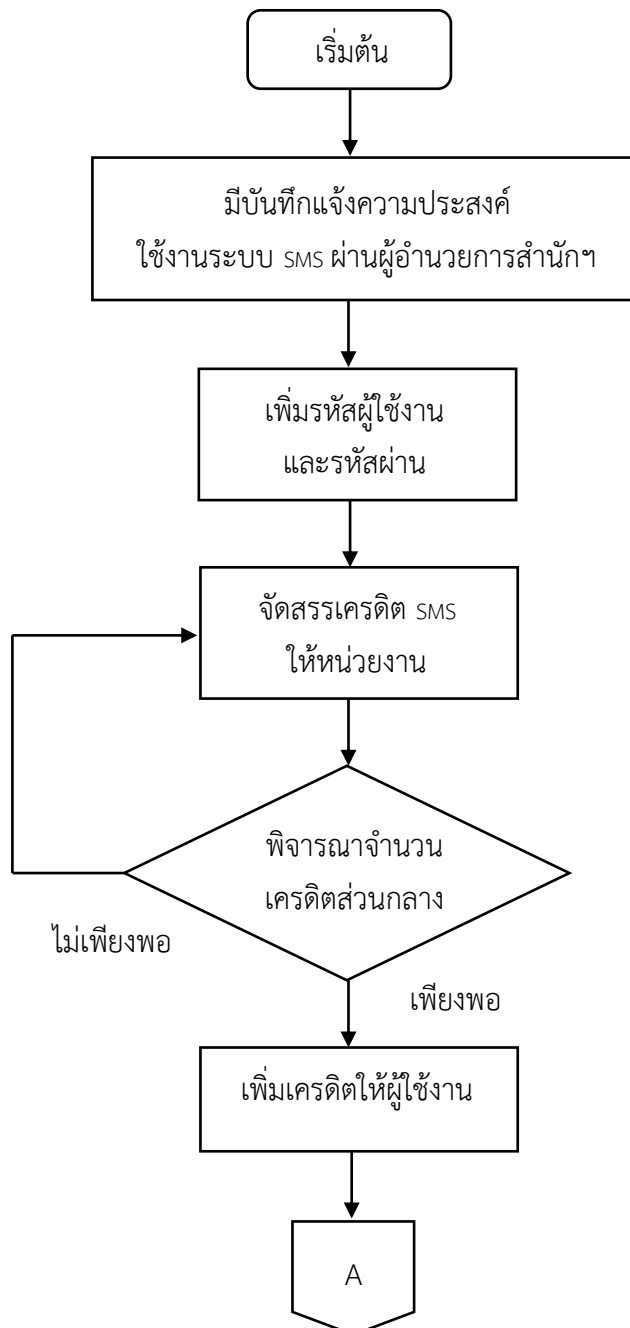 เริ่มต้น
มีบันทึกแจ้งความประสงค์
ใช้งานระบบ SMS ผ่านผู้อำนวยการสำนักฯ
เพิ่มรหัสผู้ใช้งาน
และรหัสผ่าน
จัดสรรเครดิต SMS
ให้หน่วยงาน
พิจารณาจำนวน
เครดิตส่วนกลาง
ไม่เพียงพอ
เพียงพอ
เพิ่มเครดิตให้ผู้ใช้งาน
A